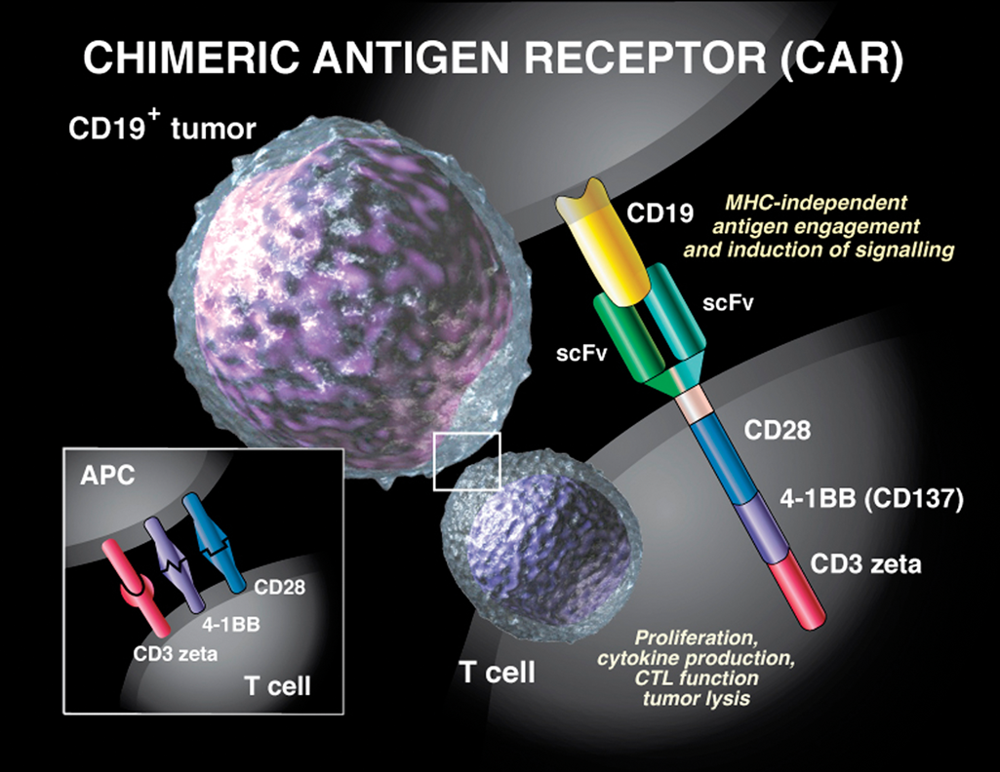 CHIMERIC ANTIGEN RECEPTOR (CAR)
CD19+ tumor
CD19
MHC-independent
antigen engagement
and induction of signalling
scFv
scFv
CD28
4-1BB (CD137)
CD3 zeta
APC
CD28
4-1BB
CD3 zeta
T cell
T cell
Proliferation,
cytokine production,
CTL function
tumor lysis